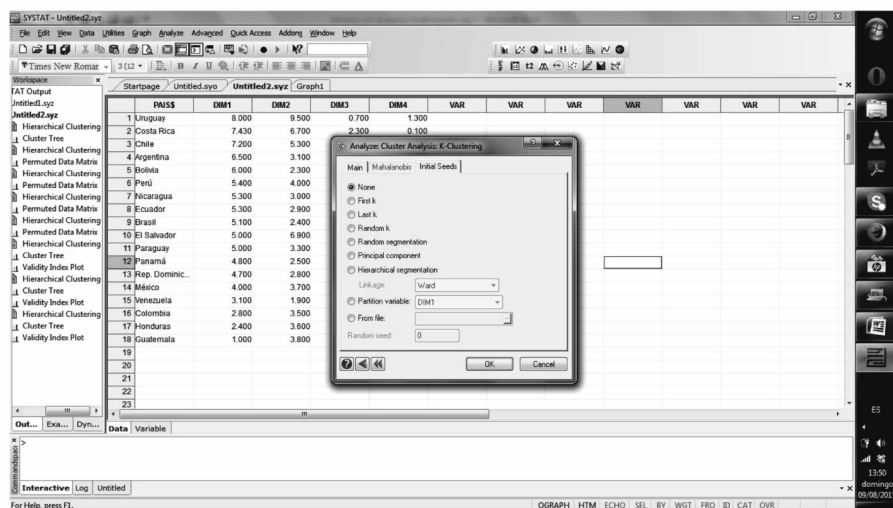 SYSTAT - Untitled2.syz
File Edit View Data Utilities Graph Analyze Advanced Quick Access Addons Window Help
Times New Romar 3 (12
Workspace
Startpage Untitled.syo Untitled2.syz Graph1
TAT Output
Jntitled1.syz
Jntitled2.syz
Hierarchical Clustering
Cluster Tree
Hierarchical Clustering
Permuted Data Matrix
Hierarchical Clustering
Permuted Data Matrix
Hierarchical Clustering
Permuted Data Matrix
Hierarchical Clustering
Permuted Data Matrix
Hierarchical Clustering
Cluster Tree
Validity Index Plot
Hierarchical Clustering
Cluster Tree
Validity Index Plot
Hierarchical Clustering
Cluster Tree
Validity Index Plot
Out... Exa... Dyn...
PAIS$ DIM1 DIM2 DIM3 DIM4 VAR VAR VAR VAR VAR VAR VAR
1 Uruguay 8.000 9.500 0.700 1.300
2 Costa Rica 7.430 6.700 2.300 0.100
3 Chile 7.200 5.300
4 Argentina 6.500 3.100
5 Bolivia 6.000 2.300
6 Perú 5.400 4.000
7 Nicaragua 5.300 3.000
8 Ecuador 5.300 2.900
9 Brasil 5.100 2.400
10 El Salvador 5.000 6.900
11 Paraguay 5.000 3.300
12 Panamá 4.800 2.500
13 Rep. Dominic... 4.700 2.800
14 México 4.000 3.700
15 Venezuela 3.100 1.900
16 Colombia 2.800 3.500
17 Honduras 2.400 3.600
18 Guatemala 1.000 3.800
19
20
21
22
23
Data Variable
Analyze: Cluster Analysis: K-Clustering
Main Mahalanobis Initial Seeds
None
First k
Last k
Random k
Random segmentation
Principal component
Hierarchical segmentation
Linkage: Ward
Partition variable: DIM1
From file: ...
Random seed: 0
OK Cancel
Commandspace
>
Interactive Log Untitled
For Help, press F1.
OGRAPH HTM ECHO SEL BY WGT FRQ ID CAT OVR
ES
13:50
domingo
09/08/201